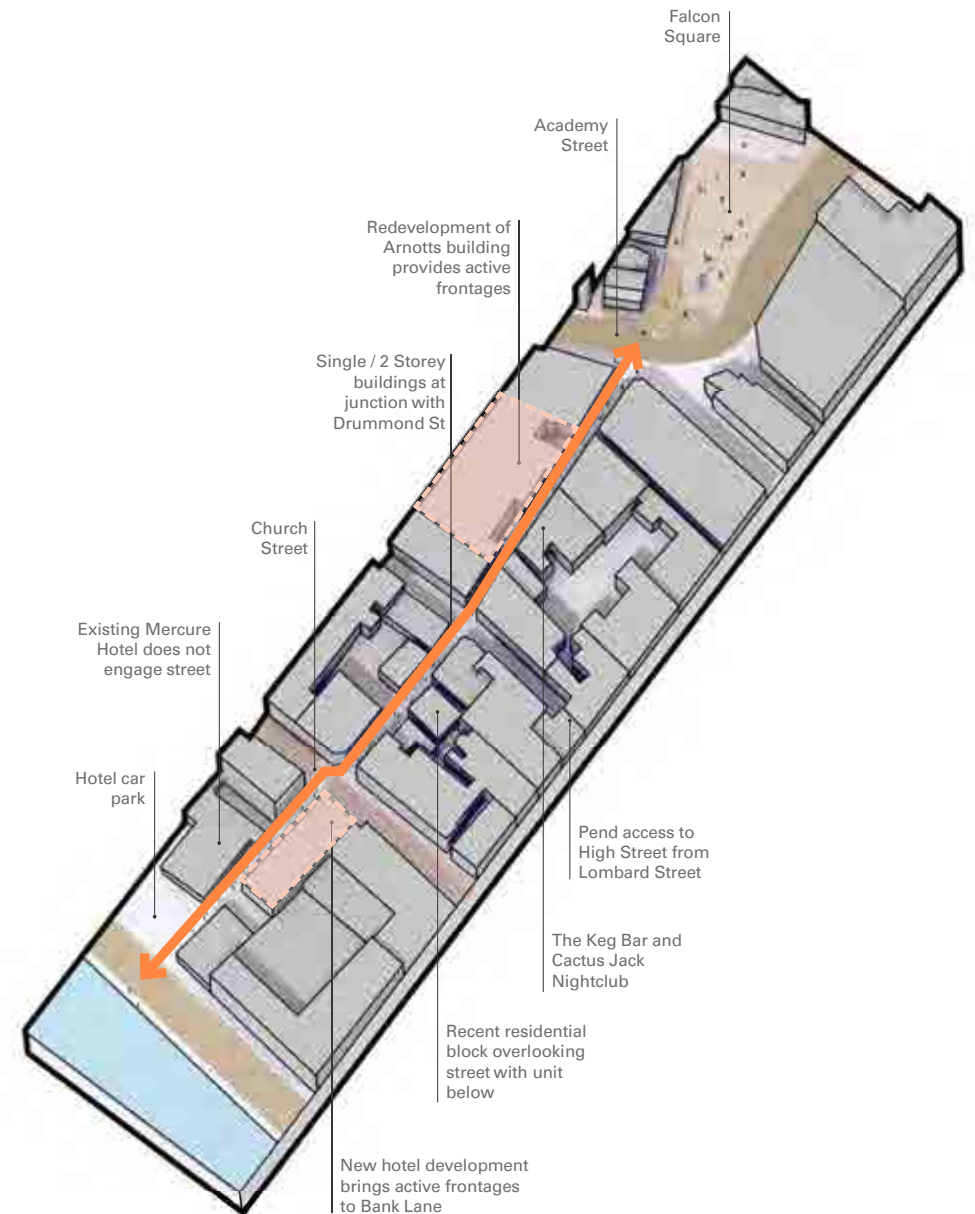 Falcon
Square
Academy
Street
Redevelopment of
Arnotts building
provides active
frontages
Single / 2 Storey
buildings at
junction with
Drummond St
Church
Street
Existing Mercure
Hotel does not
engage street
Hotel car
park
Pend access to
High Street from
Lombard Street
The Keg Bar and
Cactus Jack
Nightclub
Recent residential
block overlooking
street with unit
below
New hotel development
brings active frontages
to Bank Lane